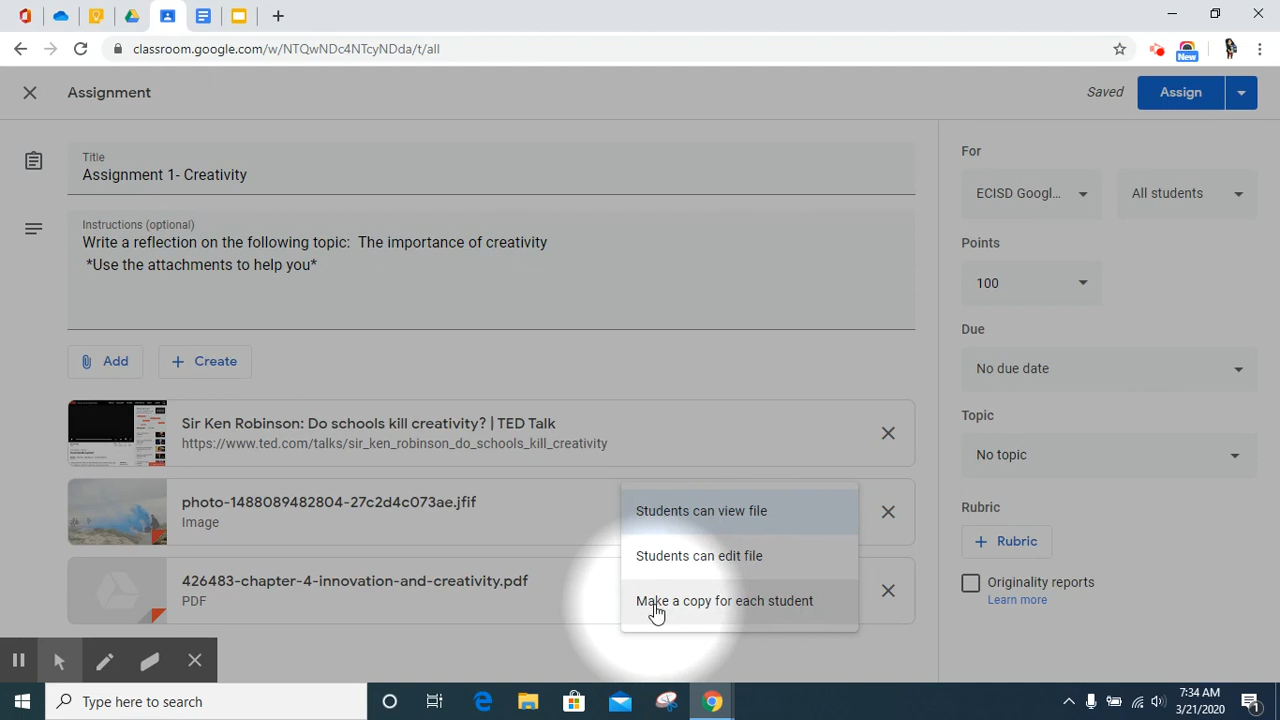 classroom.google.com/w/NTQwNDc4NTcyNDda/t/all
New
Assignment
Saved
Assign
Title
Assignment 1- Creativity
Instructions (optional)
Write a reflection on the following topic:  The importance of creativity
*Use the attachments to help you*
Add
Create
Sir Ken Robinson: Do schools kill creativity? | TED Talk
https://www.ted.com/talks/sir_ken_robinson_do_schools_kill_creativity
photo-1488089482804-27c2d4c073ae.jfif
Image
426483-chapter-4-innovation-and-creativity.pdf
PDF
Students can view file
Students can edit file
Make a copy for each student
For
ECISD Googl...
All students
Points
100
Due
No due date
Topic
No topic
Rubric
Rubric
Originality reports
Learn more
Type here to search
7:34 AM
3/21/2020
1